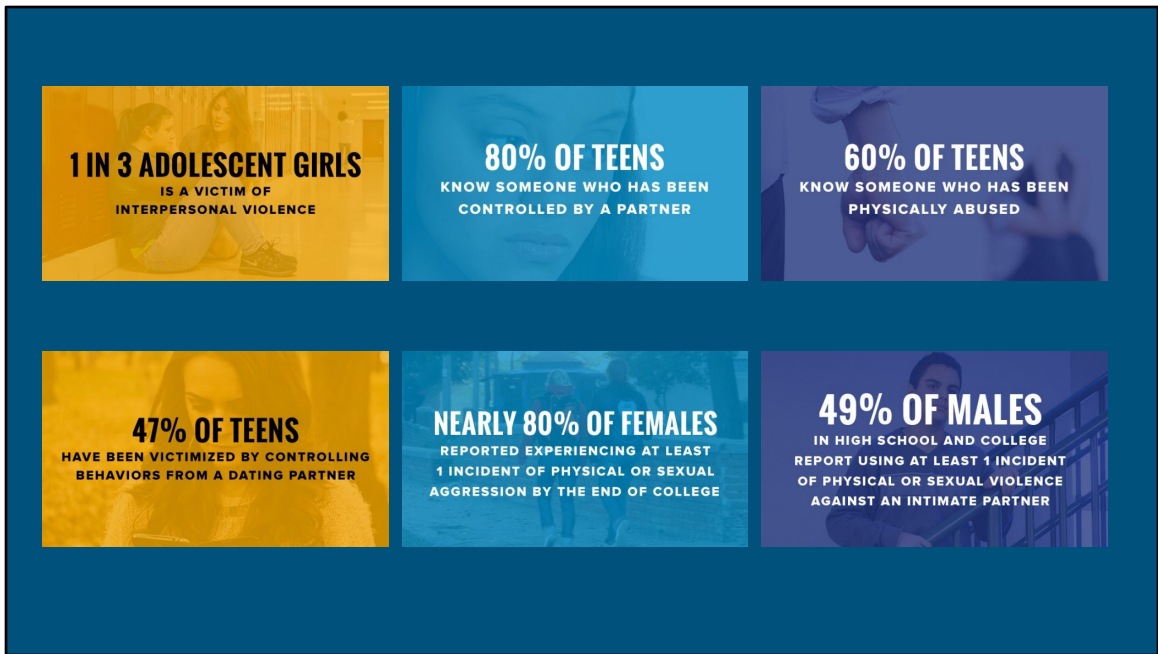 1 IN 3 ADOLESCENT GIRLS
IS A VICTIM OF
INTERPERSONAL VIOLENCE
80% OF TEENS
KNOW SOMEONE WHO HAS BEEN
CONTROLLED BY A PARTNER
60% OF TEENS
KNOW SOMEONE WHO HAS BEEN
PHYSICALLY ABUSED
47% OF TEENS
HAVE BEEN VICTIMIZED BY CONTROLLING
BEHAVIORS FROM A DATING PARTNER
NEARLY 80% OF FEMALES
REPORTED EXPERIENCING AT LEAST
1 INCIDENT OF PHYSICAL OR SEXUAL
AGGRESSION BY THE END OF COLLEGE
49% OF MALES
IN HIGH SCHOOL AND COLLEGE
REPORT USING AT LEAST 1 INCIDENT
OF PHYSICAL OR SEXUAL VIOLENCE
AGAINST AN INTIMATE PARTNER